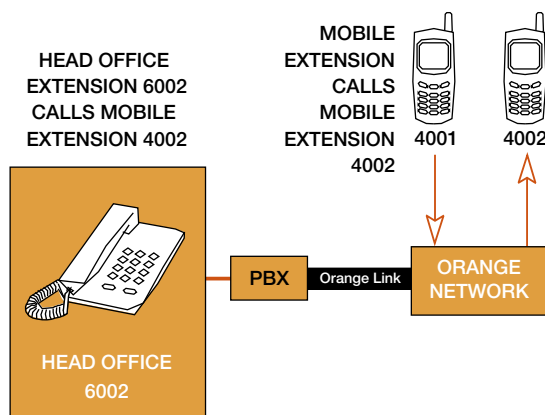 HEAD OFFICE
EXTENSION 6002
CALLS MOBILE
EXTENSION 4002
MOBILE
EXTENSION
CALLS
MOBILE
EXTENSION
4002
4001
4002
PBX
Orange Link
ORANGE
NETWORK
HEAD OFFICE
6002